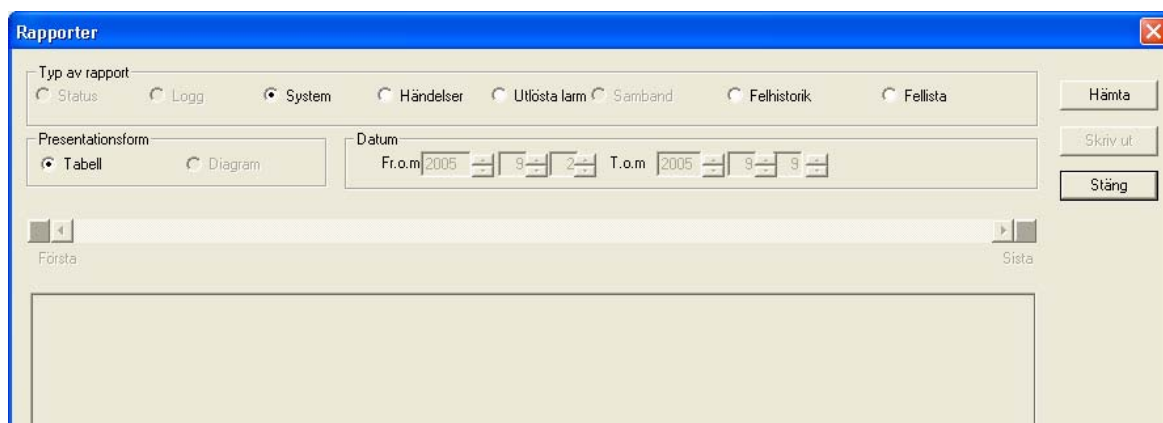 Rapporter
Typ av rapport
Status Logg System Händelser Utlösta larm Samband Felhistorik Fellista
Hämta
Presentationsform
Tabell Diagram
Datum
Fr.o.m 2005 9 2 T.o.m 2005 9 9
Skriv ut
Stäng
Första Sista